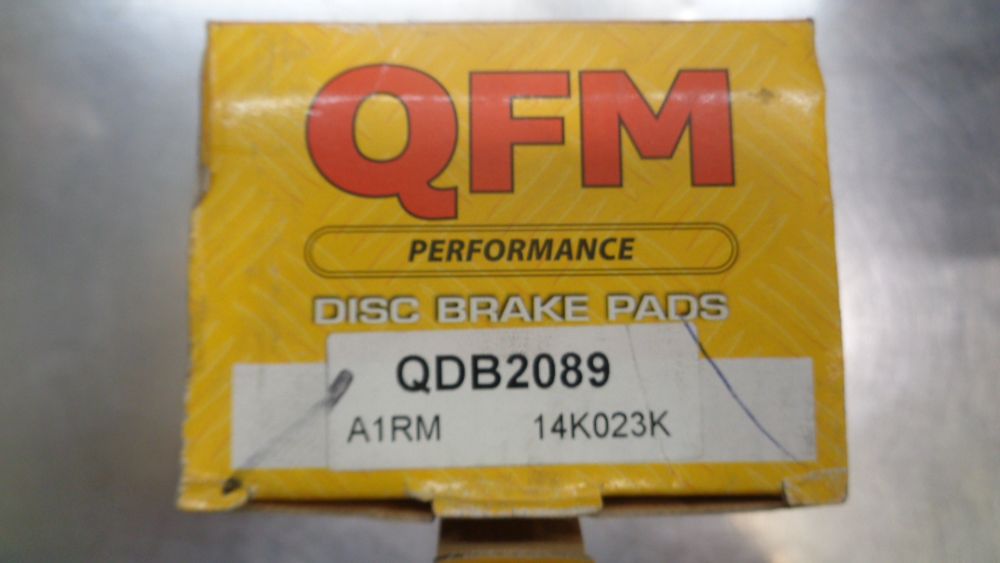 QFM
PERFORMANCE
DISC BRAKE PADS
QDB2089
A1RM 14K023K